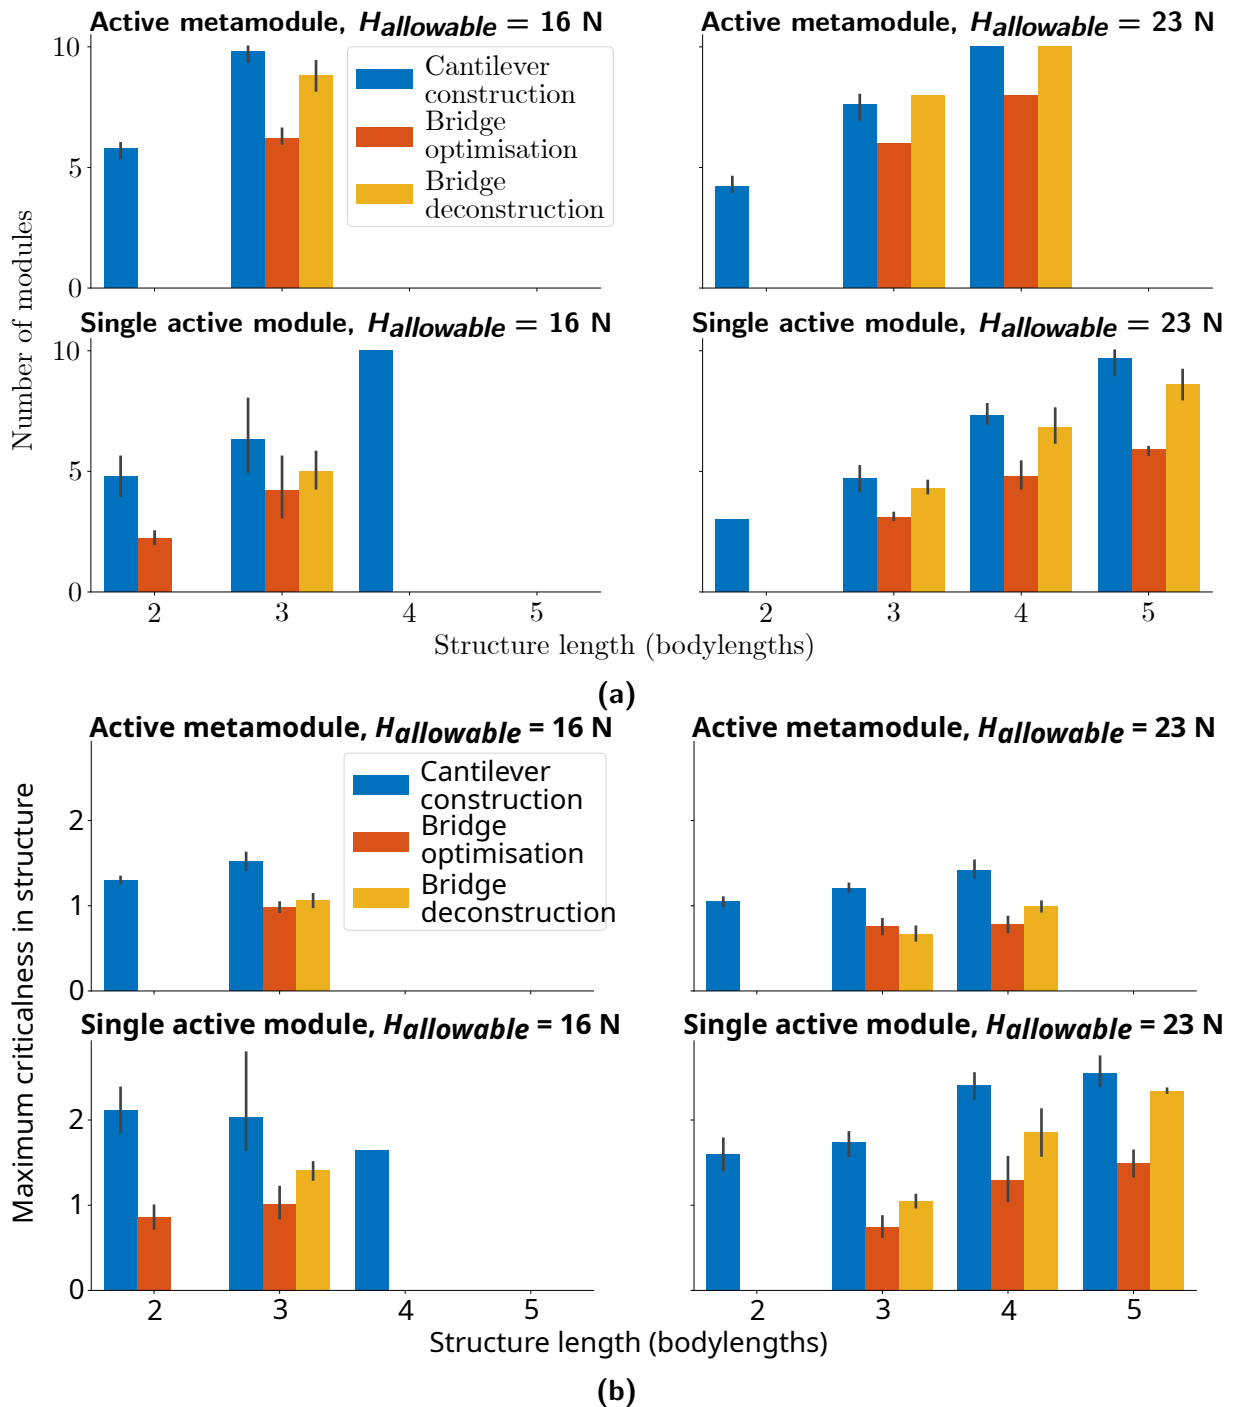 Active metamodule, Hallowable = 16 N
Active metamodule, Hallowable = 23 N
10
5
0
Cantilever
construction
Bridge
optimisation
Bridge
deconstruction
Number of modules
Single active module, Hallowable = 16 N
Single active module, Hallowable = 23 N
10
5
0
2 3 4 5
2 3 4 5
Structure length (bodylengths)
(a)
Active metamodule, Hallowable = 16 N
Active metamodule, Hallowable = 23 N
2
1
0
Cantilever
construction
Bridge
optimisation
Bridge
deconstruction
Maximum criticalness in structure
Single active module, Hallowable = 16 N
Single active module, Hallowable = 23 N
2
1
0
2 3 4 5
2 3 4 5
Structure length (bodylengths)
(b)